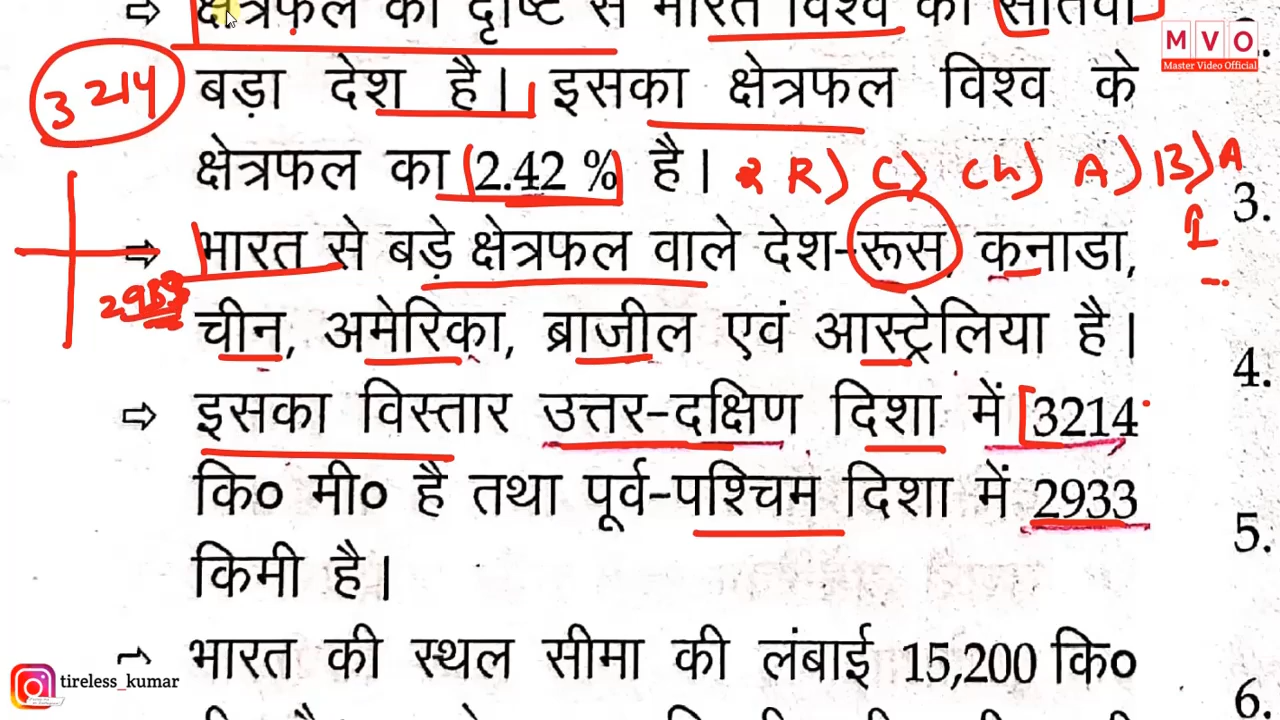 ⇨ क्षेत्रफल की दृष्टि से भारत विश्व का सातवाँ
MVO
Master Video Official
3214
बड़ा देश है। इसका क्षेत्रफल विश्व के
क्षेत्रफल का 2.42 % है।
R) C) Ch) A) B) A
3.
⇨ भारत से बड़े क्षेत्रफल वाले देश-रूस, कनाडा,
चीन, अमेरिका, ब्राजील एवं आस्ट्रेलिया है।
4.
⇨ इसका विस्तार उत्तर-दक्षिण दिशा में 3214
कि० मी० है तथा पूर्व-पश्चिम दिशा में 2933
5.
किमी है।
भारत की स्थल सीमा की लंबाई 15,200 कि०
tireless_kumar
6.